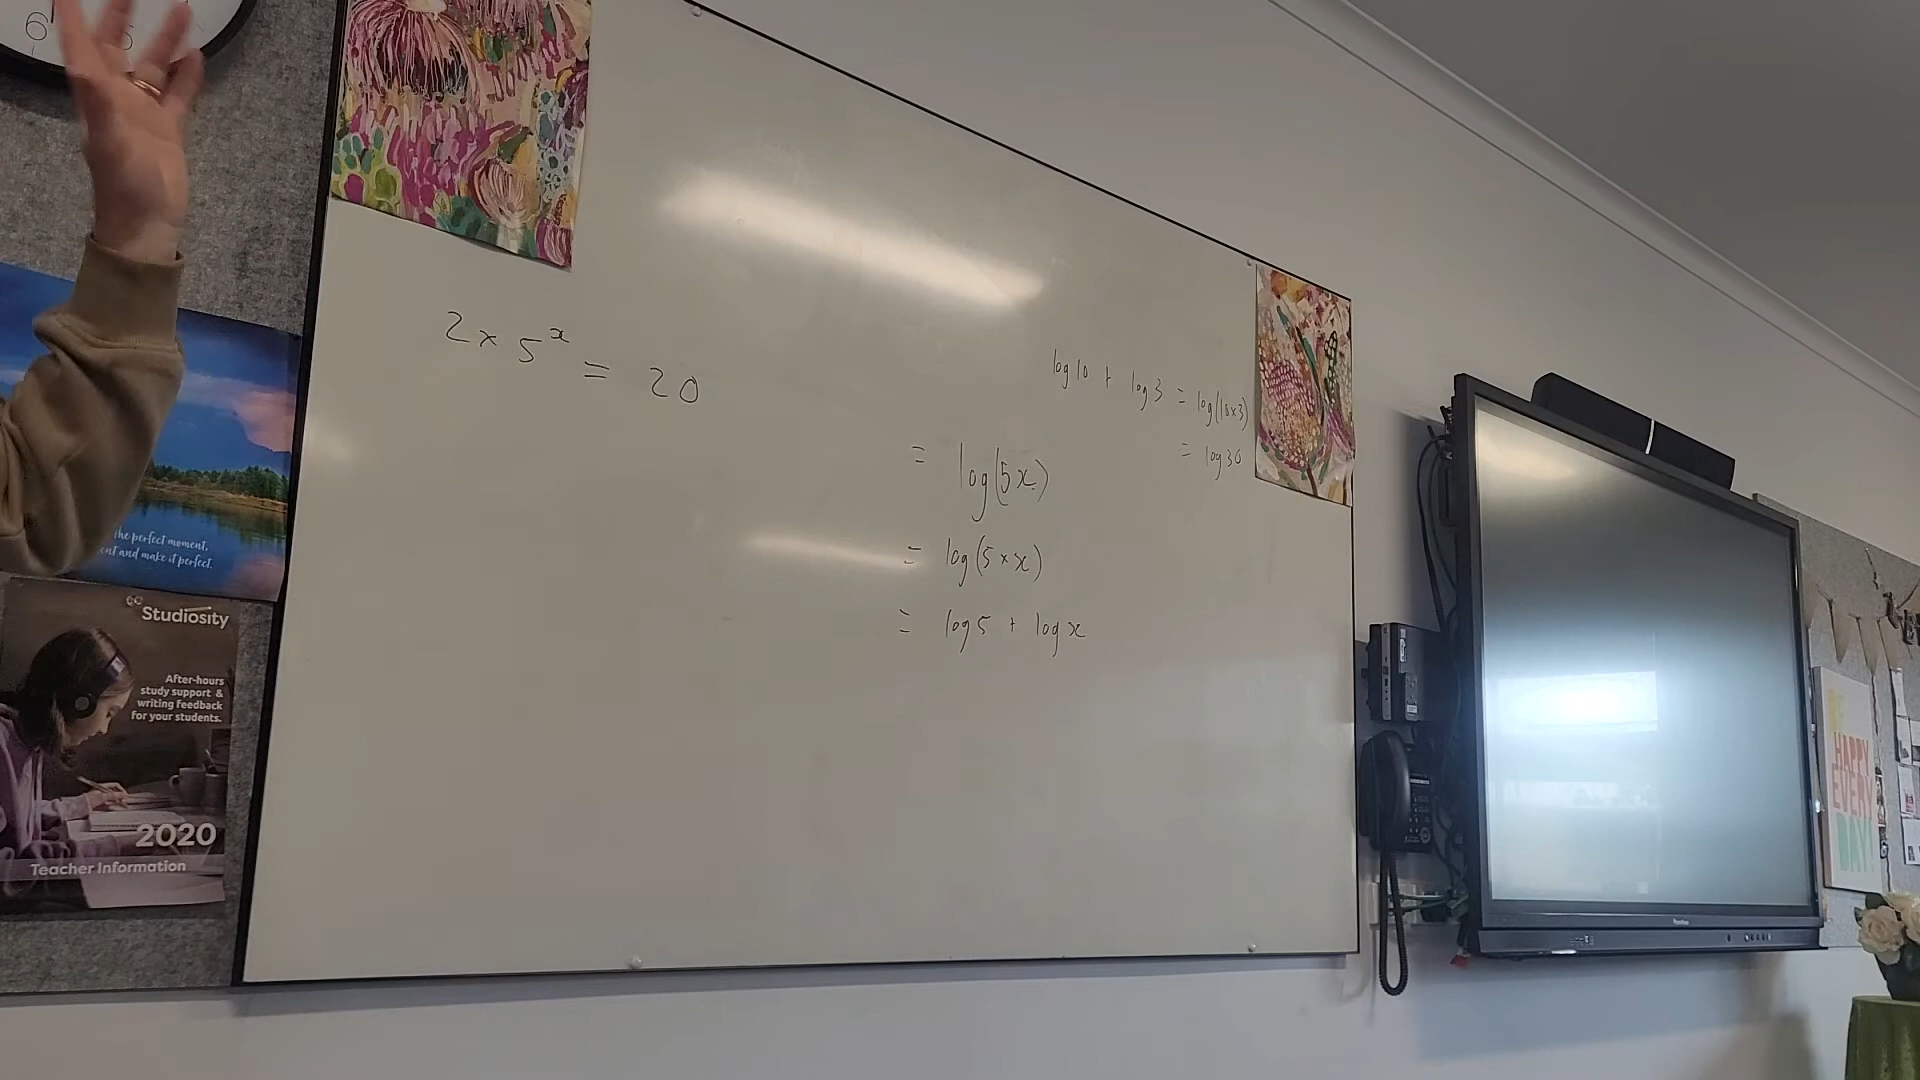 6
5
2 × 5^x = 20
log 10 + log 3 = log(10×3)
= log 30
= log(5x)
= log(5 × x)
= log 5 + log x
the perfect moment,
and make it perfect.
Studiosity
After-hours
study support &
writing feedback
for your students.
2020
Teacher Information
HAPPY
EVERY
DAY!